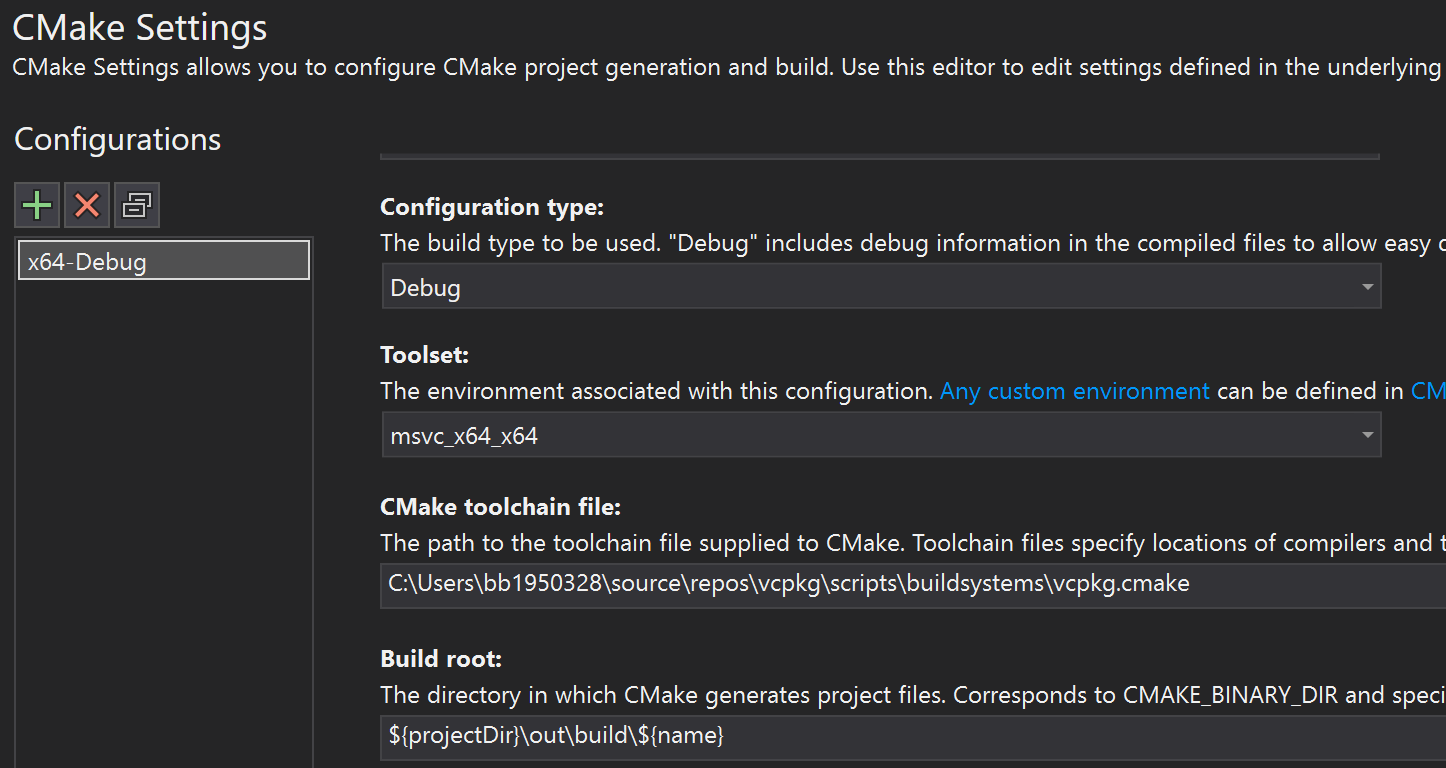 CMake Settings
CMake Settings allows you to configure CMake project generation and build. Use this editor to edit settings defined in the underlying
Configurations
x64-Debug
Configuration type:
The build type to be used. "Debug" includes debug information in the compiled files to allow easy
Debug
Toolset:
The environment associated with this configuration. Any custom environment can be defined in CM
msvc_x64_x64
CMake toolchain file:
The path to the toolchain file supplied to CMake. Toolchain files specify locations of compilers and
C:\Users\bb1950328\source\repos\vcpkg\scripts\buildsystems\vcpkg.cmake
Build root:
The directory in which CMake generates project files. Corresponds to CMAKE_BINARY_DIR and speci
${projectDir}\out\build\${name}